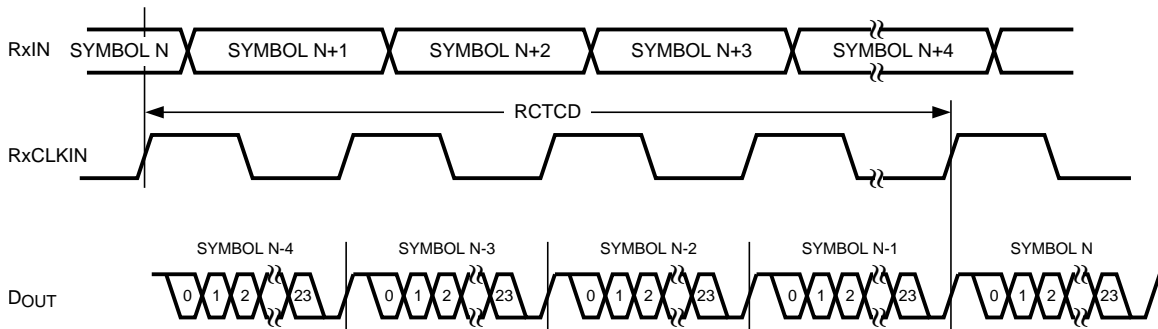 RxIN SYMBOL N SYMBOL N+1 SYMBOL N+2 SYMBOL N+3 SYMBOL N+4
RCTCD
RxCLKIN
SYMBOL N-4 SYMBOL N-3 SYMBOL N-2 SYMBOL N-1 SYMBOL N
DOUT 0 1 2 23 0 1 2 23 0 1 2 23 0 1 2 23 0 1 2 23